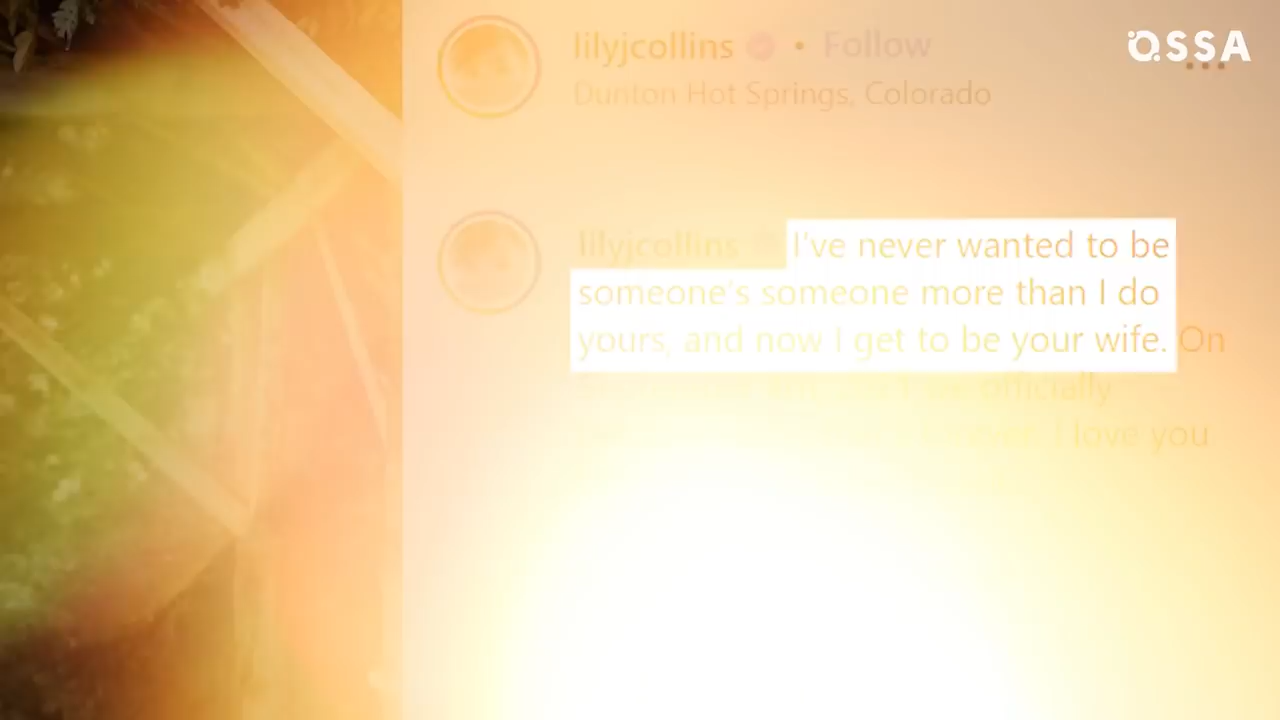 OSSA
lilyjcollins • Follow
Dunton Hot Springs, Colorado
lilyjcollins I've never wanted to be
someone's someone more than I do
yours, and now I get to be your wife. On
officially
I love you